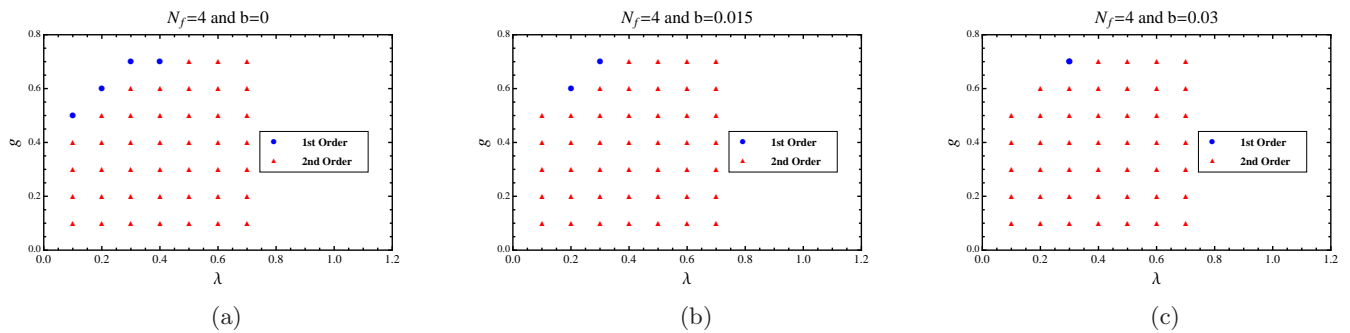 N_f=4 and b=0
g
0.8
0.6
0.4
0.2
0.0
1st Order
2nd Order
0.0 0.2 0.4 0.6 0.8 1.0 1.2
λ
(a)
N_f=4 and b=0.015
g
0.8
0.6
0.4
0.2
0.0
1st Order
2nd Order
0.0 0.2 0.4 0.6 0.8 1.0 1.2
λ
(b)
N_f=4 and b=0.03
g
0.8
0.6
0.4
0.2
0.0
1st Order
2nd Order
0.0 0.2 0.4 0.6 0.8 1.0 1.2
λ
(c)